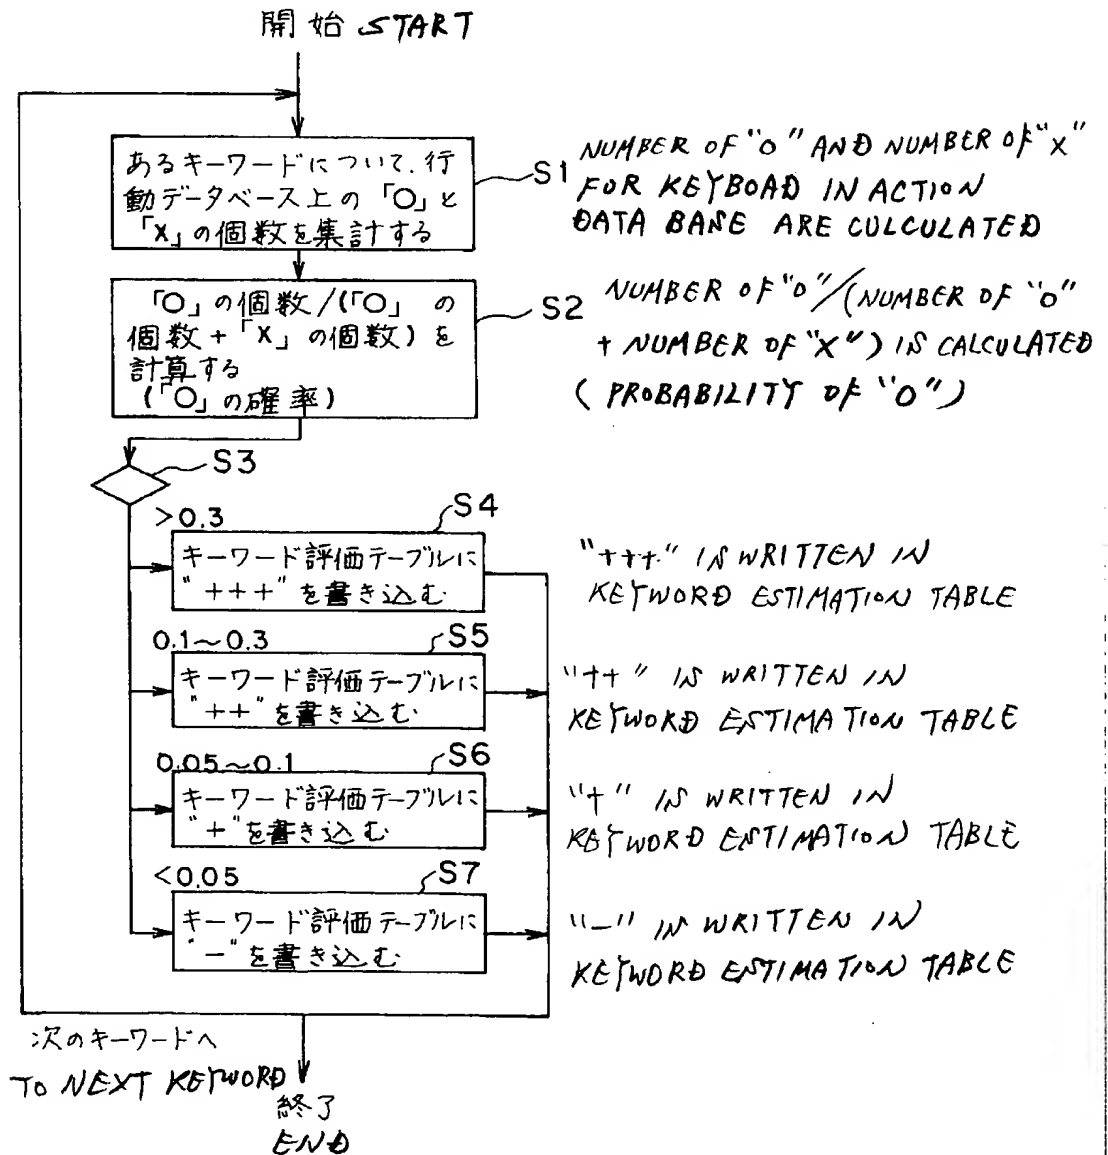 開始 START
あるキーワードについて、行
動データベース上の「〇」と
「×」の個数を集計する
S1
NUMBER OF "O" AND NUMBER OF "X"
FOR KEYBOAD IN ACTION
DATA BASE ARE CULCULATED
「〇」の個数/(「〇」の
個数+「×」の個数)を
計算する
(「〇」の確率)
S2
NUMBER OF "O"/(NUMBER OF "O"
+ NUMBER OF "X") IS CALCULATED
(PROBABILITY OF "O")
S3
>0.3
S4
キーワード評価テーブルに
"+++"を書き込む
"+++" IS WRITTEN IN
KEYWORD ESTIMATION TABLE
0.1~0.3
S5
キーワード評価テーブルに
"++"を書き込む
"++" IS WRITTEN IN
KEYWORD ESTIMATION TABLE
0.05~0.1
S6
キーワード評価テーブルに
"+"を書き込む
"+" IS WRITTEN IN
KEYWORD ESTIMATION TABLE
<0.05
S7
キーワード評価テーブルに
"-"を書き込む
"-" IS WRITTEN IN
KEYWORD ESTIMATION TABLE
次のキーワードへ
TO NEXT KEYWORD
終了
END